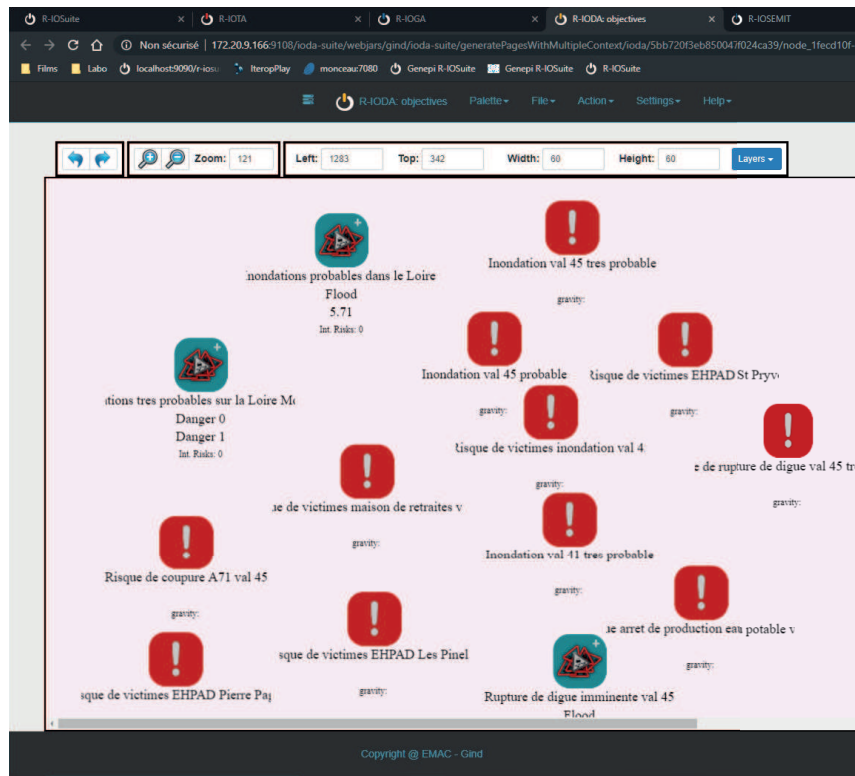 R-IOSuite R-IOTA R-IOGA R-IODA: objectives R-IOSEMIT
Non sécurisé | 172.20.9.166:9108/ioda-suite/webjars/gind/ioda-suite/generatePagesWithMultipleContext/ioda/5bb720f3eb850047f024ca39/node_1fecd10f-
Films Labo localhost:9090/r-iosu IteropPlay monceau:7080 Genepi R-IOSuite Genepi R-IOSuite R-IOSuite
R-IODA: objectives Palette File Action Settings Help
Zoom: 121 Left: 1283 Top: 342 Width: 60 Height: 60 Layers
Inondation val 45 tres probable
gravity:
nondations probables dans le Loire
Flood
5.71
Int. Risks: 0
Inondation val 45 probable
gravity:
Risque de victimes EHPAD St Pryv
gravity:
tions tres probables sur la Loire Mo
Danger 0
Danger 1
Int. Risks: 0
Risque de victimes inondation val 4
gravity:
e de rupture de digue val 45 tr
gravity:
ue de victimes maison de retraites v
gravity:
Inondation val 41 tres probable
gravity:
Risque de coupure A71 val 45
gravity:
ue arret de production eau potable v
gravity:
sque de victimes EHPAD Les Pinel
gravity:
sque de victimes EHPAD Pierre Pag
Rupture de digue imminente val 45
Flood
Copyright @ EMAC - Gind